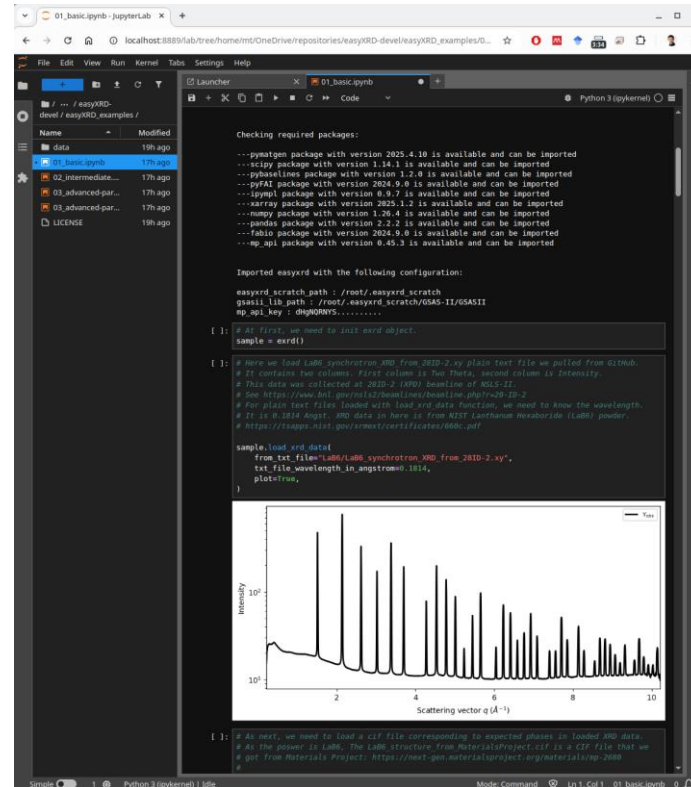 01_basic.ipynb - JupyterLab
localhost:8889/lab/tree/home/mt/OneDrive/repositories/easyXRD-devel/easyXRD_examples/0...
3:34
File Edit View Run Kernel Tabs Settings Help
/ ... / easyXRD-
devel / easyXRD_examples /
Name Modified
data 19h ago
01_basic.ipynb 17h ago
02_intermediate.... 17h ago
03_advanced-par... 17h ago
03_advanced-par... 17h ago
LICENSE 19h ago
Launcher
01_basic.ipynb
Code
Python 3 (ipykernel)
Checking required packages:
---pymatgen package with version 2025.4.10 is available and can be imported
---scipy package with version 1.14.1 is available and can be imported
---pybaselines package with version 1.2.0 is available and can be imported
---pyFAI package with version 2024.9.0 is available and can be imported
---ipympl package with version 0.9.7 is available and can be imported
---xarray package with version 2025.1.2 is available and can be imported
---numpy package with version 1.26.4 is available and can be imported
---pandas package with version 2.2.2 is available and can be imported
---fabio package with version 2024.9.0 is available and can be imported
---mp_api package with version 0.45.3 is available and can be imported
Imported easyxrd with the following configuration:
easyxrd_scratch_path : /root/.easyxrd_scratch
gsasii_lib_path : /root/.easyxrd_scratch/GSAS-II/GSASII
mp_api_key : dHgNQRNYS..........
[ ]: # At first, we need to init exrd object.
sample = exrd()
[ ]: # Here we load LaB6_synchrotron_XRD_from_28ID-2.xy plain text file we pulled from GitHub.
# It contains two columns. First column is Two Theta, second column is Intensity.
# This data was collected at 28ID-2 (XPD) beamline of NSLS-II.
# See https://www.bnl.gov/nsls2/beamlines/beamline.php?r=28-ID-2
# For plain text files loaded with load_xrd_data function, we need to know the wavelength.
# It is 0.1814 Angst. XRD data in here is from NIST Lanthanum Hexaboride (LaB6) powder.
# https://tsapps.nist.gov/srmext/certificates/660c.pdf
sample.load_xrd_data(
from_txt_file="LaB6/LaB6_synchrotron_XRD_from_28ID-2.xy",
txt_file_wavelength_in_angstrom=0.1814,
plot=True,
)
Yobs
Intensity
10²
10¹
2 4 6 8 10
Scattering vector q (Å⁻¹)
[ ]: # As next, we need to load a cif file corresponding to expected phases in loaded XRD data.
# As the poswer is LaB6, The LaB6_structure_from_MaterialsProject.cif is a CIF file that we
# got from Materials Project: https://next-gen.materialsproject.org/materials/mp-2680
#
Simple 1 Python 3 (ipykernel) | Idle Mode: Command Ln 1, Col 1 01_basic.ipynb 0